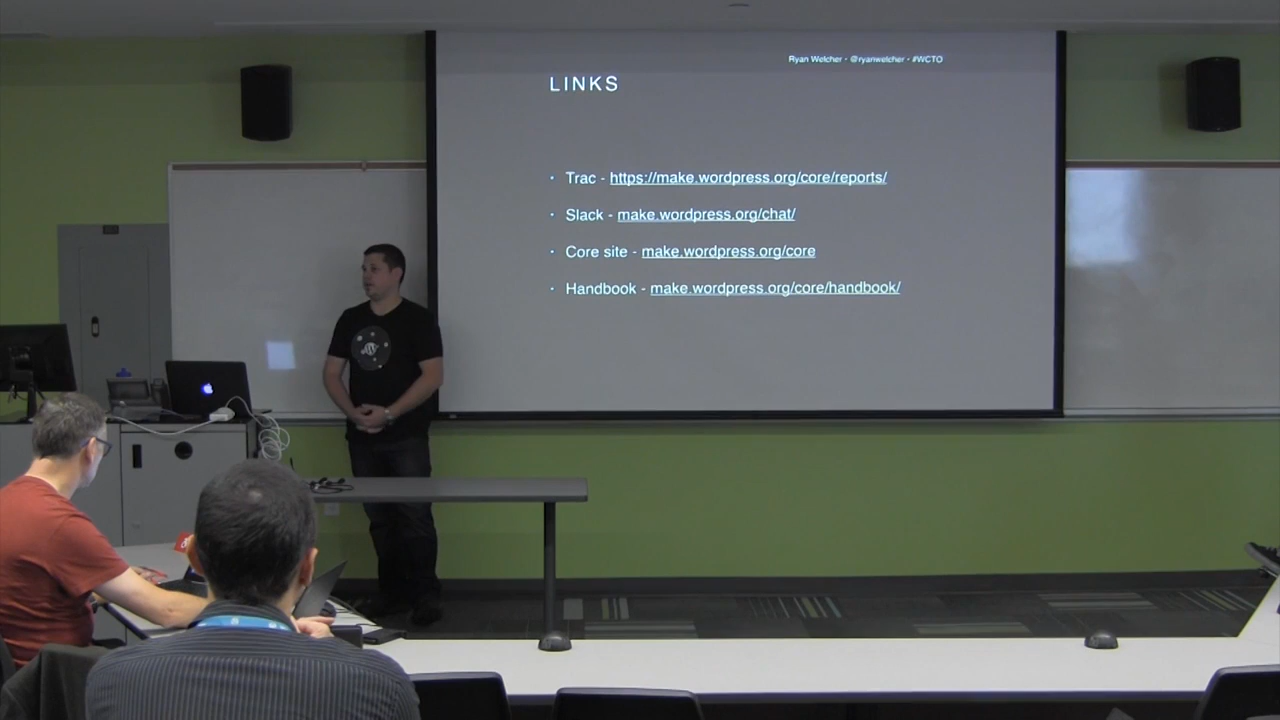 Ryan Welcher - @ryanwelcher - #WCTO
LINKS
· Trac - https://make.wordpress.org/core/reports/
· Slack - make.wordpress.org/chat/
· Core site - make.wordpress.org/core
· Handbook - make.wordpress.org/core/handbook/